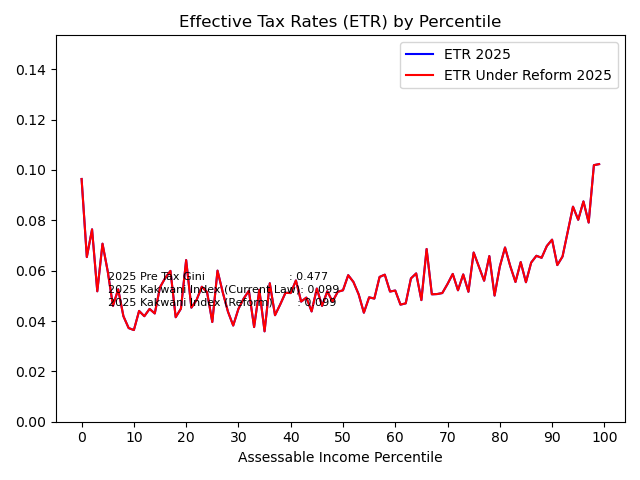 Effective Tax Rates (ETR) by Percentile
ETR 2025
ETR Under Reform 2025
0.14
0.12
0.10
0.08
0.06
0.04
0.02
0.00
2025 Pre Tax Gini : 0.477
2025 Kakwani Index (Current Law): 0.099
2025 Kakwani Index (Reform) : 0.099
0 10 20 30 40 50 60 70 80 90 100
Assessable Income Percentile